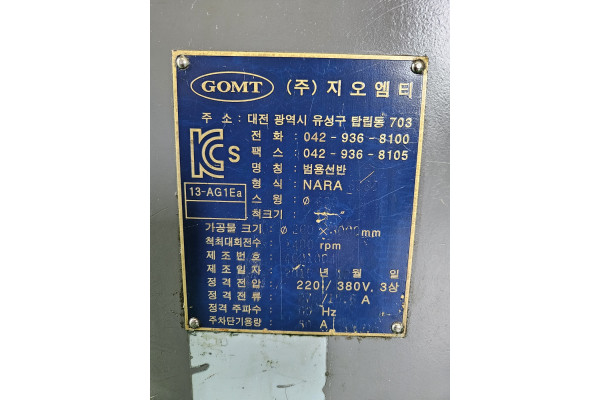 GOMT (주) 지오엠티
주 소 : 대전 광역시 유성구 탑립동 703
전 화 : 042 - 936 - 8100
팩 스 : 042 - 936 - 8105
명 칭 : 범용선반
형 식 : NARA
스 윙 : Ø
척크기 :
가공물 크기 : Ø mm
척최대회전수 : rpm
제 조 번 호 :
제 조 일 자 : 년 월 일
정 격 전 압 : 220 / 380V, 3상
정 격 전 류 : A
정격 주파수 : Hz
주차단기용량 : A
KCs
13-AG1Ea